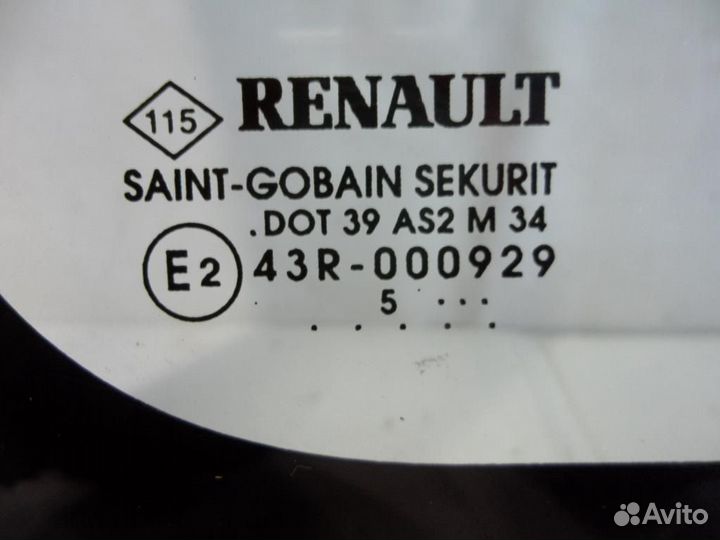 115 RENAULT
SAINT-GOBAIN SEKURIT
.DOT 39 AS2 M 34
E2 43R-000929
5 ...
. . . . .
Avito